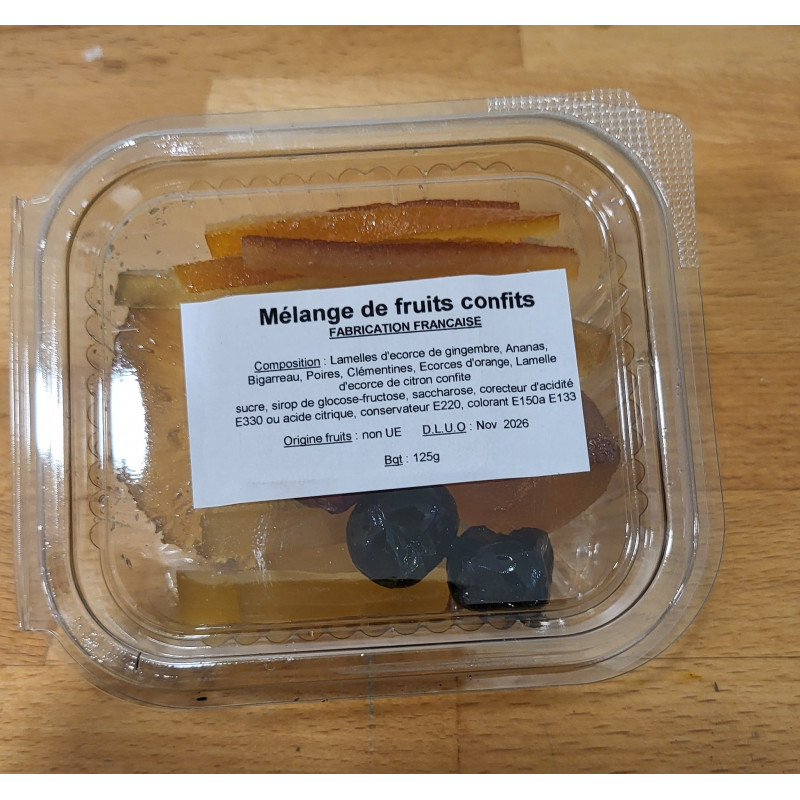 Mélange de fruits confits
FABRICATION FRANCAISE
Composition : Lamelles d'ecorce de gingembre, Ananas,
Bigarreau, Poires, Clémentines, Ecorces d'orange, Lamelle
d'ecorce de citron confite
sucre, sirop de glocose-fructose, saccharose, corecteur d'acidité
E330 ou acide citrique, conservateur E220, colorant E150a E133
Origine fruits : non UE D.L.U.O : Nov 2026
Bqt : 125g